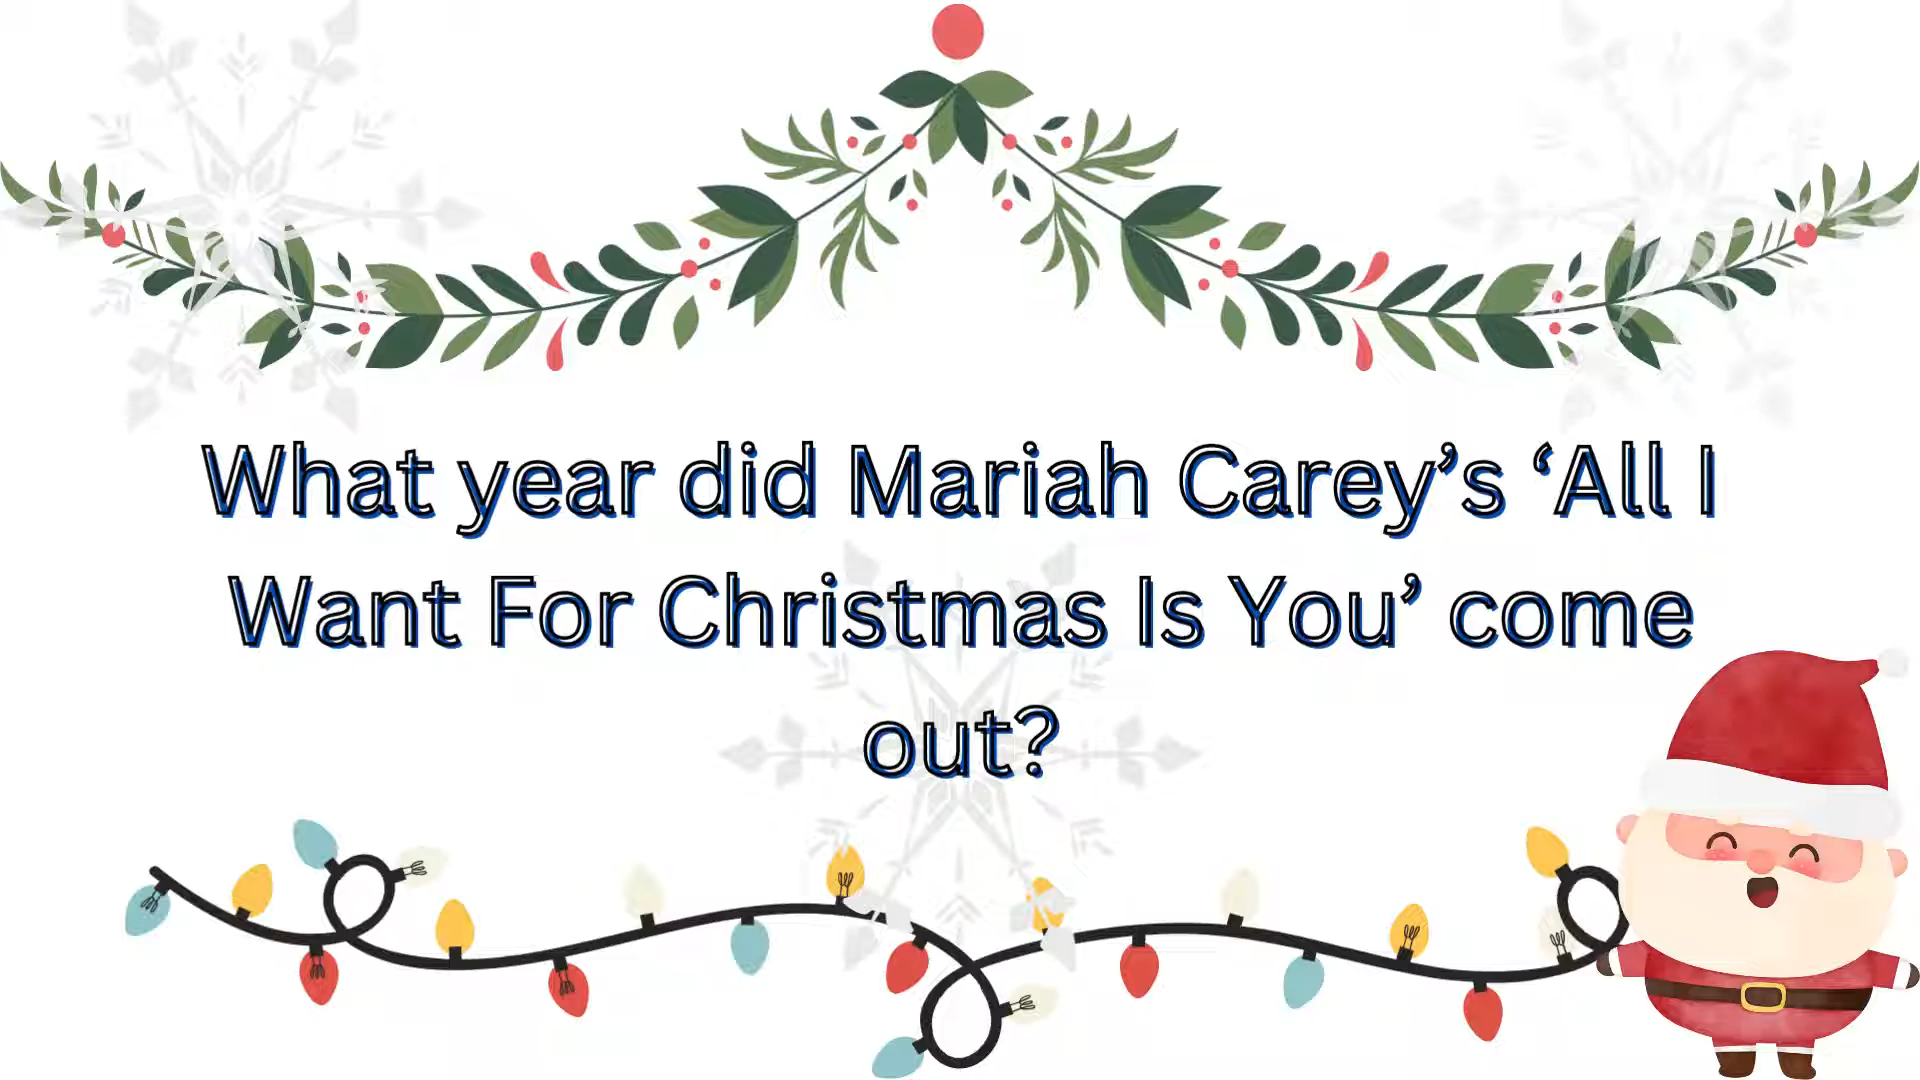 What year did Mariah Carey’s ‘All I
Want For Christmas Is You’ come
out?